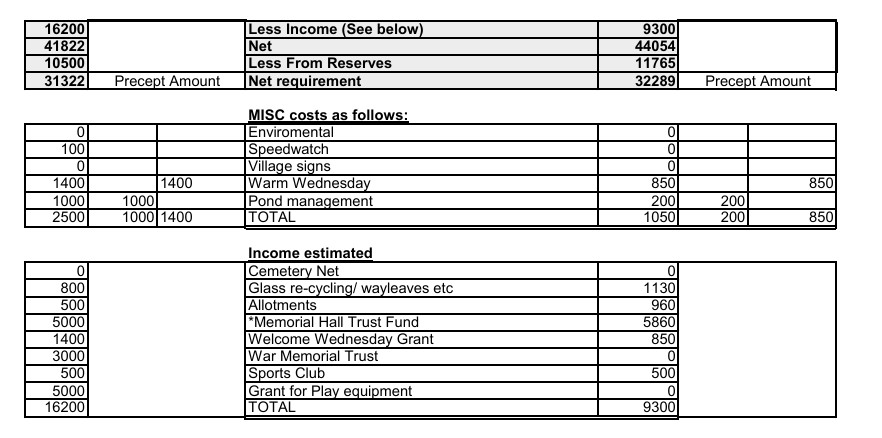 16200 Less Income (See below) 9300
41822 Net 44054
10500 Less From Reserves 11765
31322 Precept Amount Net requirement 32289 Precept Amount
MISC costs as follows:
0 Enviromental 0
100 Speedwatch 0
0 Village signs 0
1400 1400 Warm Wednesday 850 850
1000 1000 Pond management 200 200
2500 1000 1400 TOTAL 1050 200 850
Income estimated
0 Cemetery Net 0
800 Glass re-cycling/ wayleaves etc 1130
500 Allotments 960
5000 *Memorial Hall Trust Fund 5860
1400 Welcome Wednesday Grant 850
3000 War Memorial Trust 0
500 Sports Club 500
5000 Grant for Play equipment 0
16200 TOTAL 9300